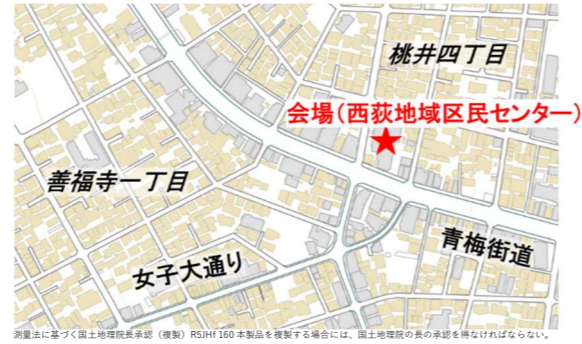 桃井四丁目
会場(西荻地域区民センター)
善福寺一丁目
青梅街道
女子大通り
測量法に基づく国土地理院長承認（複製）R5JHf 160 本製品を複製する場合には、国土地理院の長の承認を得なければならない。